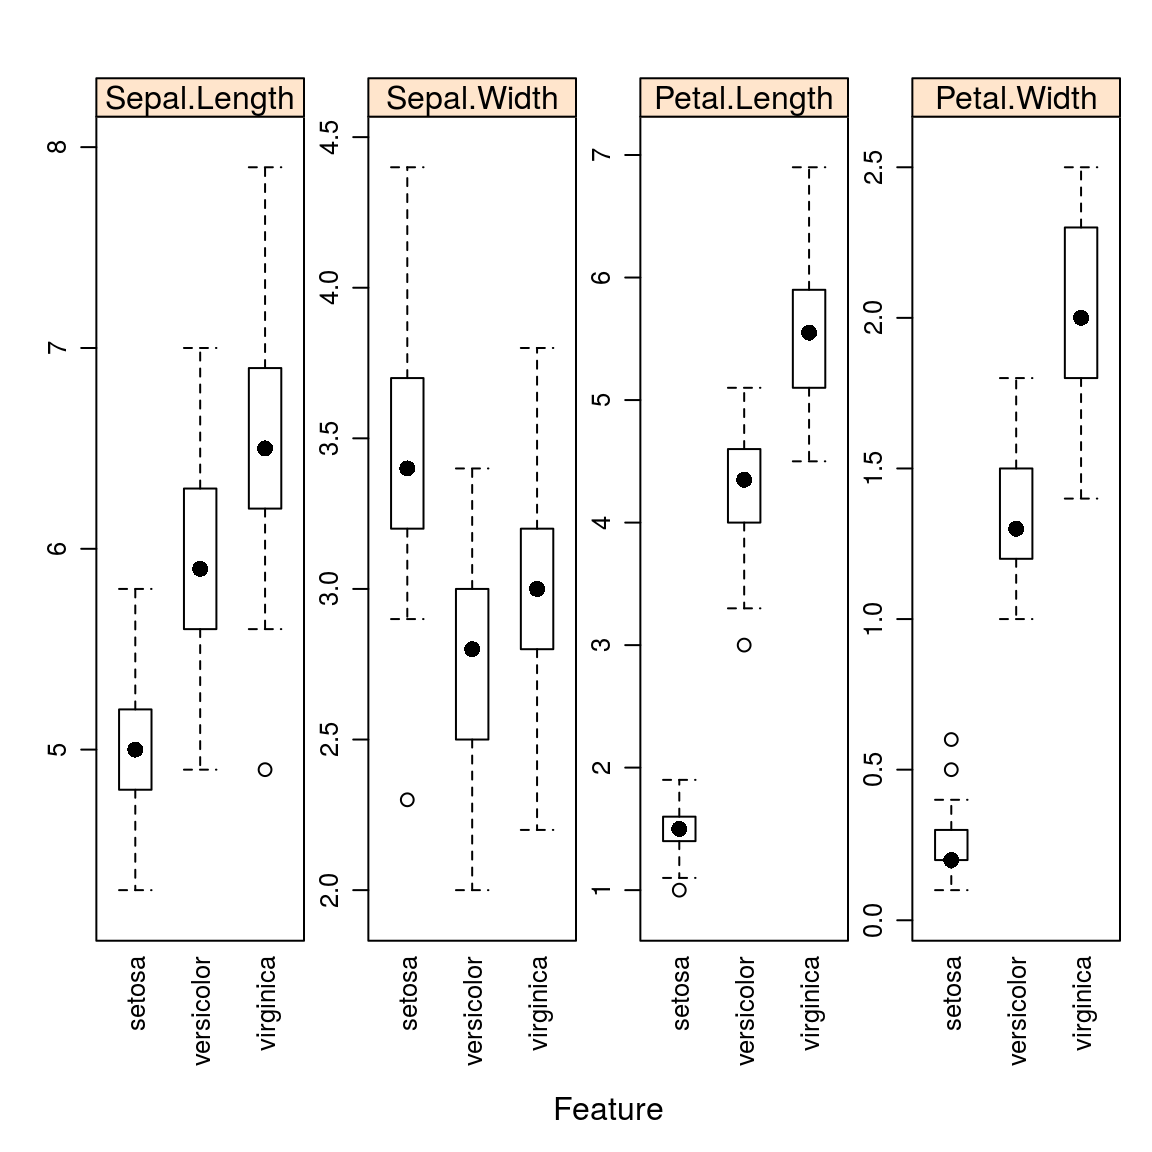 Sepal.Length
Sepal.Width
Petal.Length
Petal.Width
8
7
6
5
4.5
4.0
3.5
3.0
2.5
2.0
7
6
5
4
3
2
1
2.5
2.0
1.5
1.0
0.5
0.0
setosa
versicolor
virginica
setosa
versicolor
virginica
setosa
versicolor
virginica
setosa
versicolor
virginica
Feature